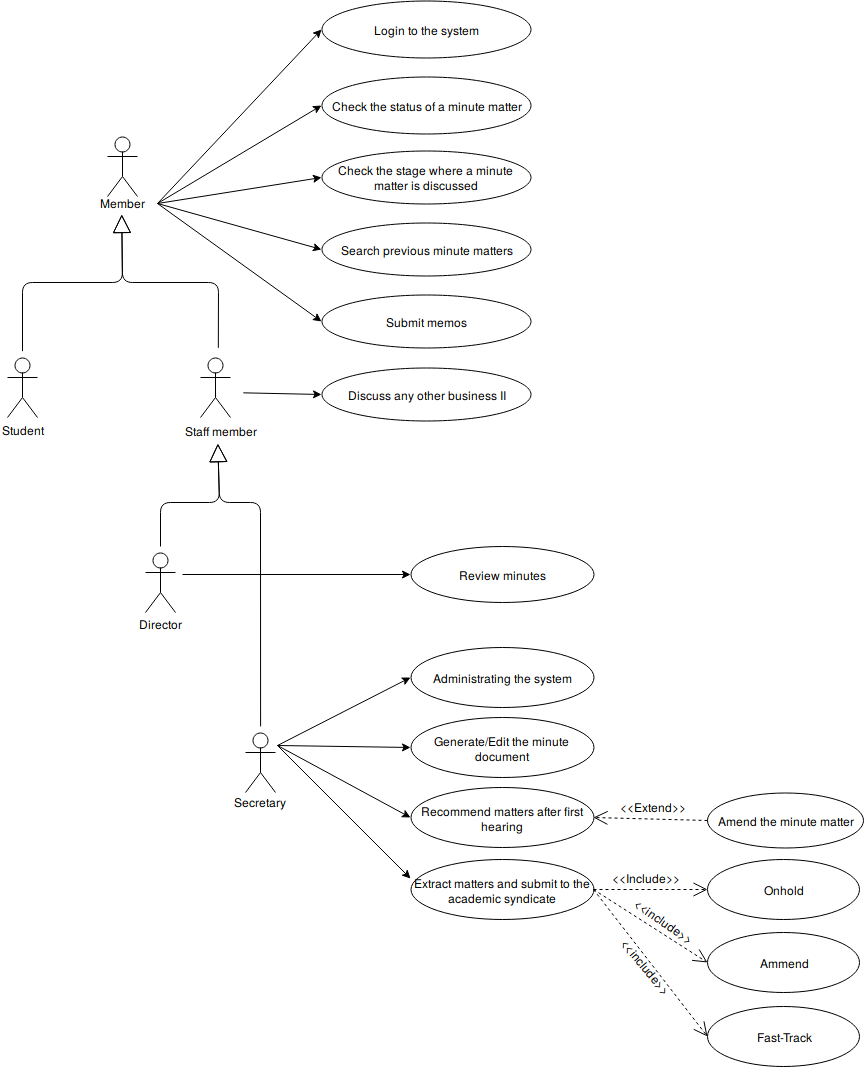 Login to the system
Check the status of a minute matter
Check the stage where a minute
matter is discussed
Member
Search previous minute matters
Submit memos
Discuss any other business II
Student
Staff member
Review minutes
Director
Administrating the system
Generate/Edit the minute
document
Secretary
Recommend matters after first
hearing
<<Extend>>
Amend the minute matter
Extract matters and submit to the
academic syndicate
<<Include>>
Onhold
<<include>>
Ammend
<<include>>
Fast-Track